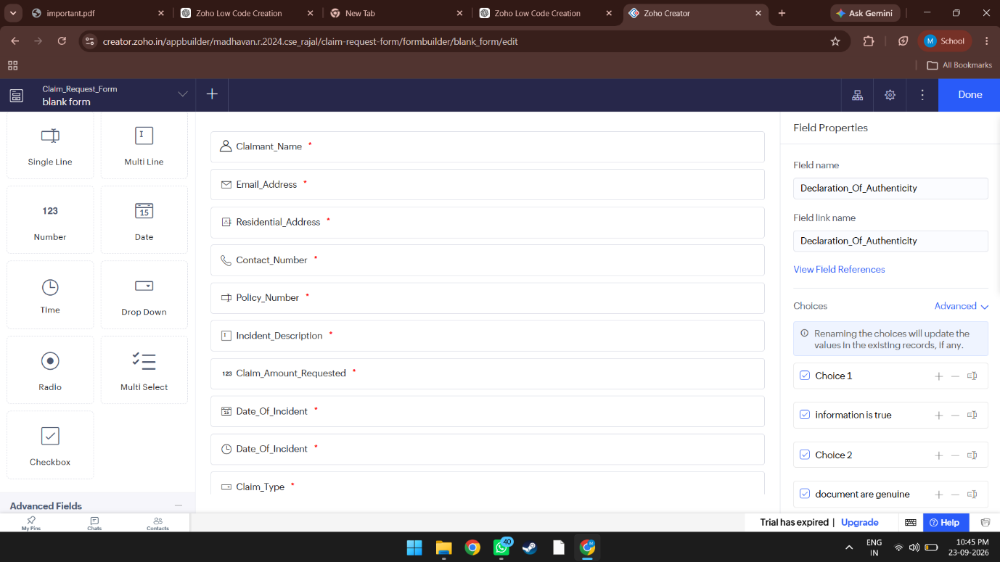 important.pdf
Zoho Low Code Creation
New Tab
Zoho Low Code Creation
Zoho Creator
Ask Gemini
creator.zoho.in/appbuilder/madhavan.r.2024.cse_rajal/claim-request-form/formbuilder/blank_form/edit
M School
All Bookmarks
Claim_Request_Form
blank form
Done
Single Line
Multi Line
123
Number
15
Date
Time
Drop Down
Radio
Multi Select
Checkbox
Advanced Fields
Claimant_Name *
Email_Address *
Residential_Address *
Contact_Number *
Policy_Number *
Incident_Description *
123 Claim_Amount_Requested *
15 Date_Of_Incident *
Date_Of_Incident *
Claim_Type *
Field Properties
Field name
Declaration_Of_Authenticity
Field link name
Declaration_Of_Authenticity
View Field References
Choices
Advanced
Renaming the choices will update the
values in the existing records, if any.
Choice 1
information is true
Choice 2
document are genuine
My Pins
Chats
Contacts
Trial has expired | Upgrade
Help
40
ENG
IN
10:45 PM
23-09-2026